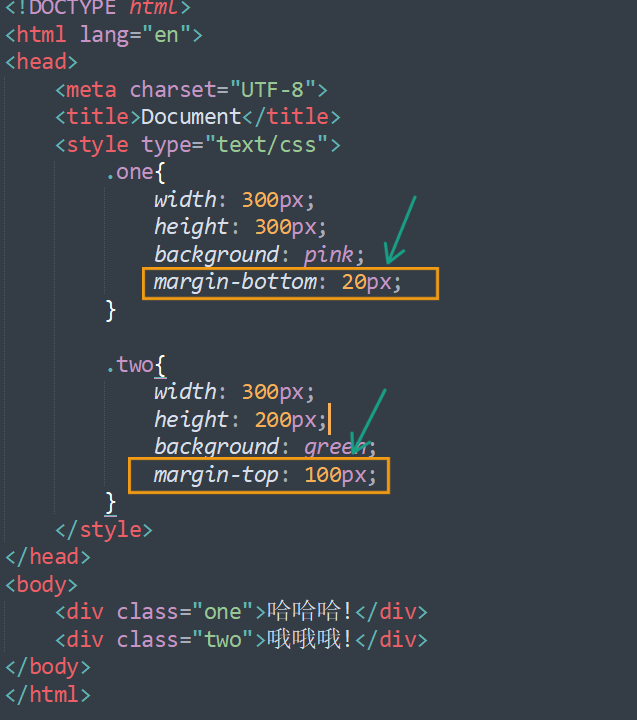 <!DOCTYPE html>
<html lang="en">
<head>
    <meta charset="UTF-8">
    <title>Document</title>
    <style type="text/css">
        .one{
            width: 300px;
            height: 300px;
            background: pink;
            margin-bottom: 20px;
        }

        .two{
            width: 300px;
            height: 200px;
            background: green;
            margin-top: 100px;
        }
    </style>
</head>
<body>
    <div class="one">哈哈哈!</div>
    <div class="two">哦哦哦!</div>
</body>
</html>